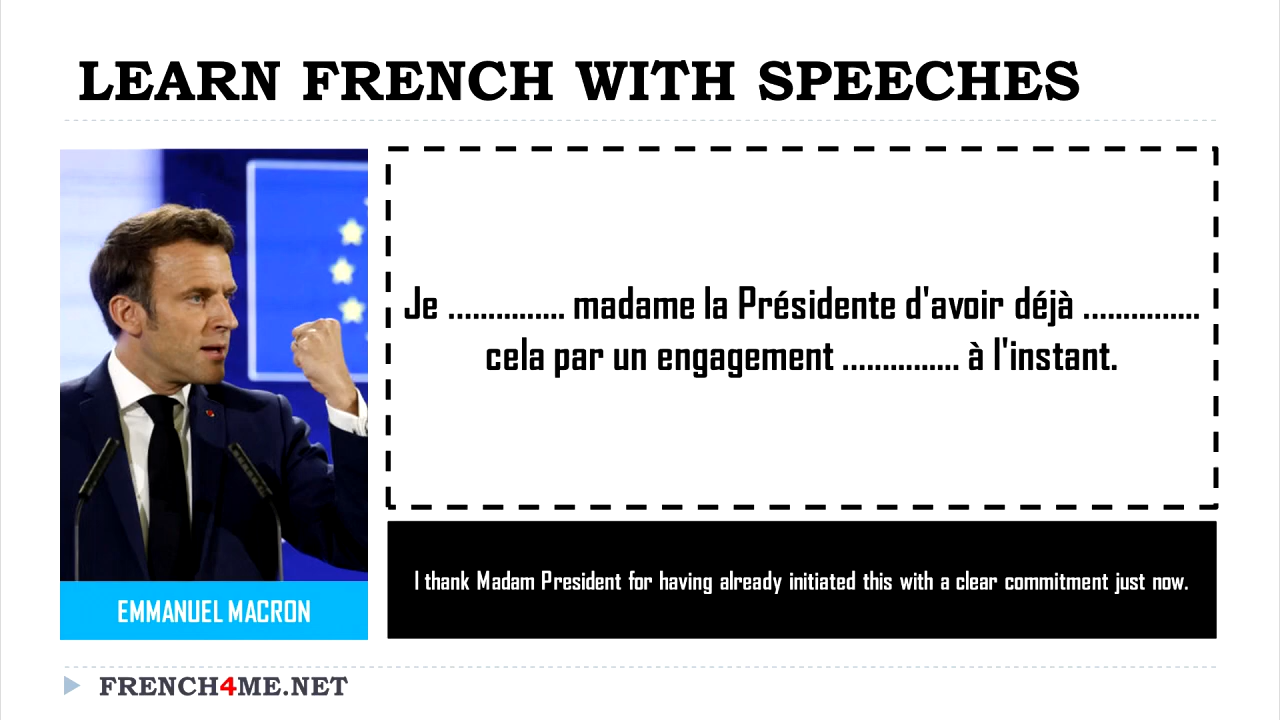 LEARN FRENCH WITH SPEECHES
Je ............... madame la Présidente d'avoir déjà ...............
cela par un engagement ............... à l'instant.
I thank Madam President for having already initiated this with a clear commitment just now.
EMMANUEL MACRON
FRENCH4ME.NET